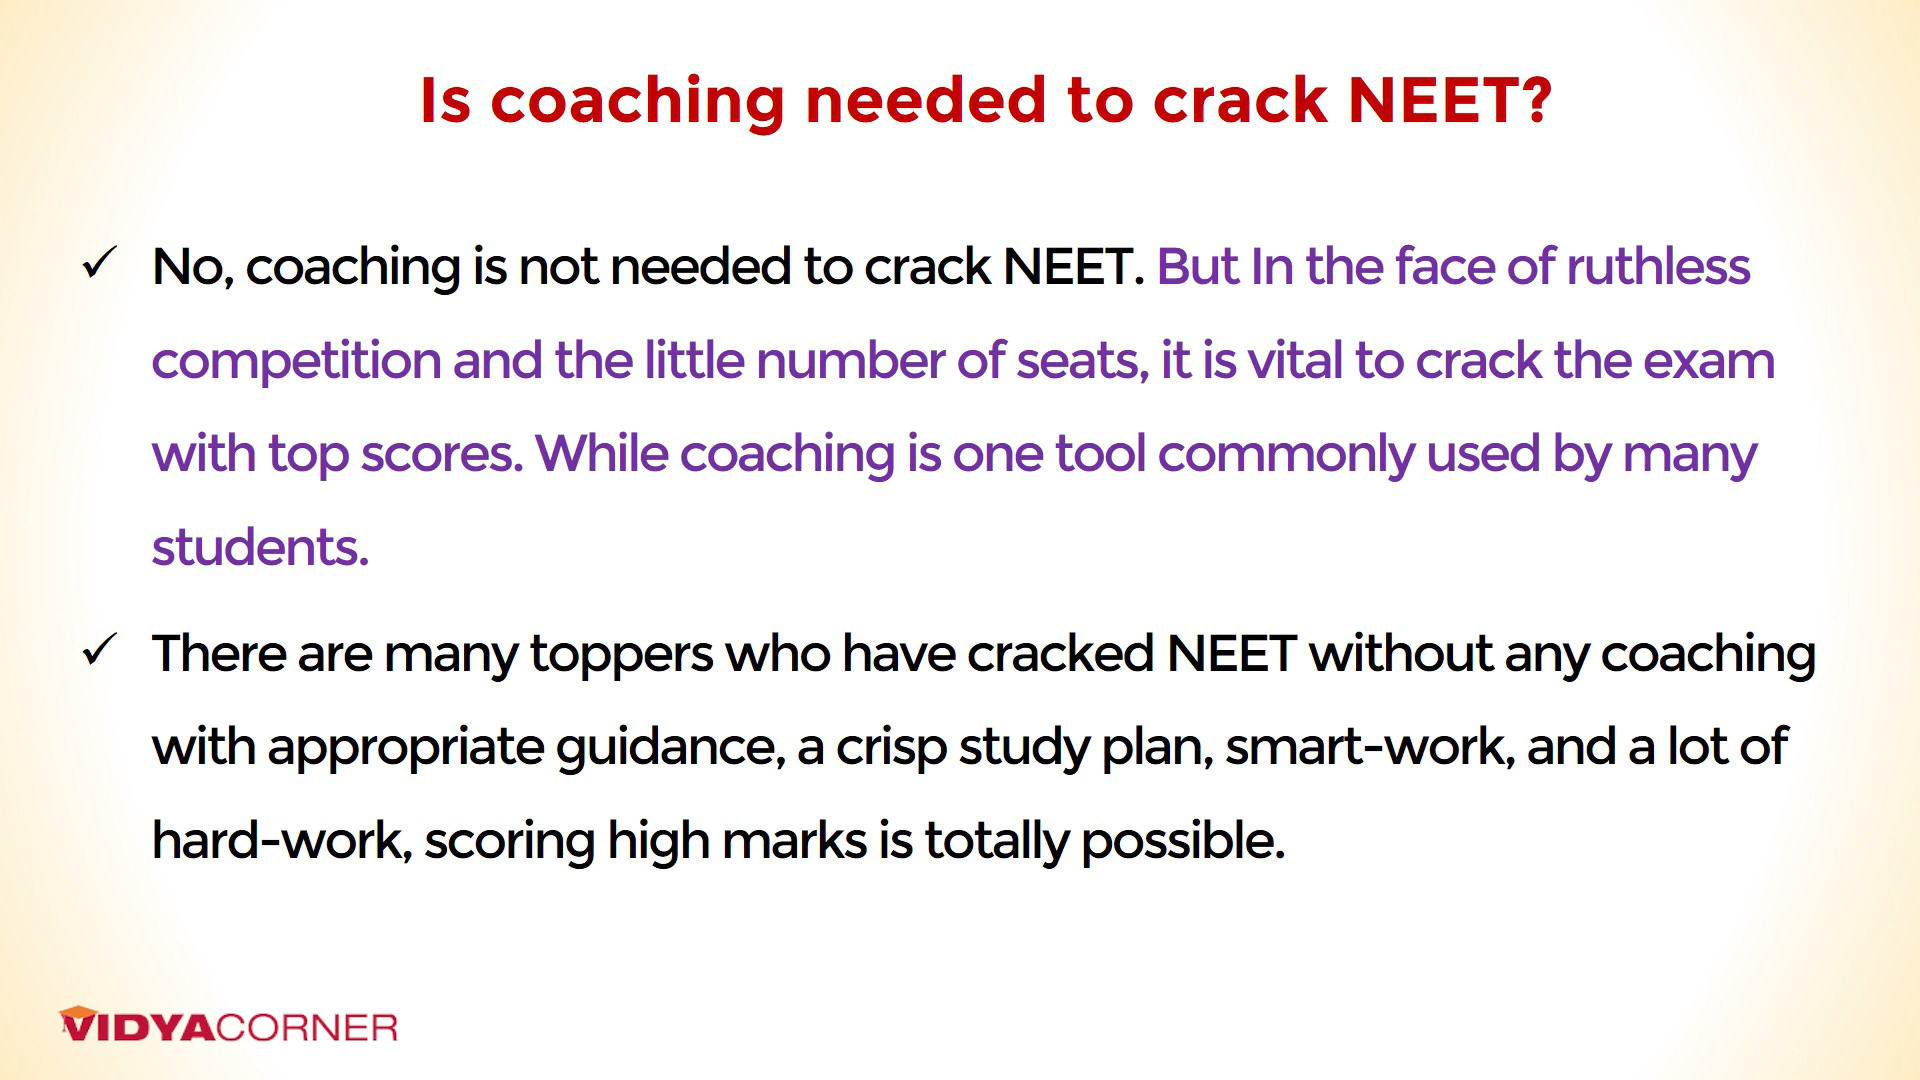 Is coaching needed to crack NEET?
✓ No, coaching is not needed to crack NEET. But In the face of ruthless
competition and the little number of seats, it is vital to crack the exam
with top scores. While coaching is one tool commonly used by many
students.
✓ There are many toppers who have cracked NEET without any coaching
with appropriate guidance, a crisp study plan, smart-work, and a lot of
hard-work, scoring high marks is totally possible.
VIDYACORNER